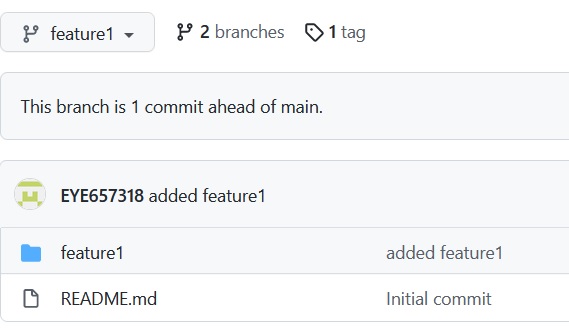 feature1 2 branches 1 tag
This branch is 1 commit ahead of main.
EYE657318 added feature1
feature1 added feature1
README.md Initial commit